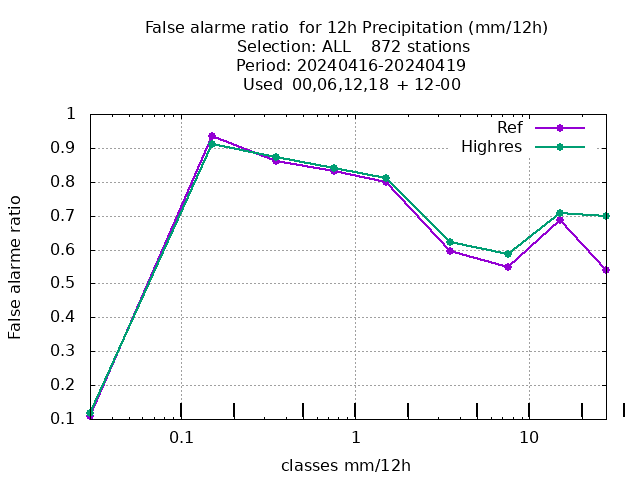 False alarme ratio  for 12h Precipitation (mm/12h)
Selection: ALL    872 stations
Period: 20240416-20240419
Used  00,06,12,18  + 12-00
Ref
Highres
1
0.9
0.8
0.7
0.6
0.5
0.4
0.3
0.2
0.1
False alarme ratio
0.1 1 10
classes mm/12h